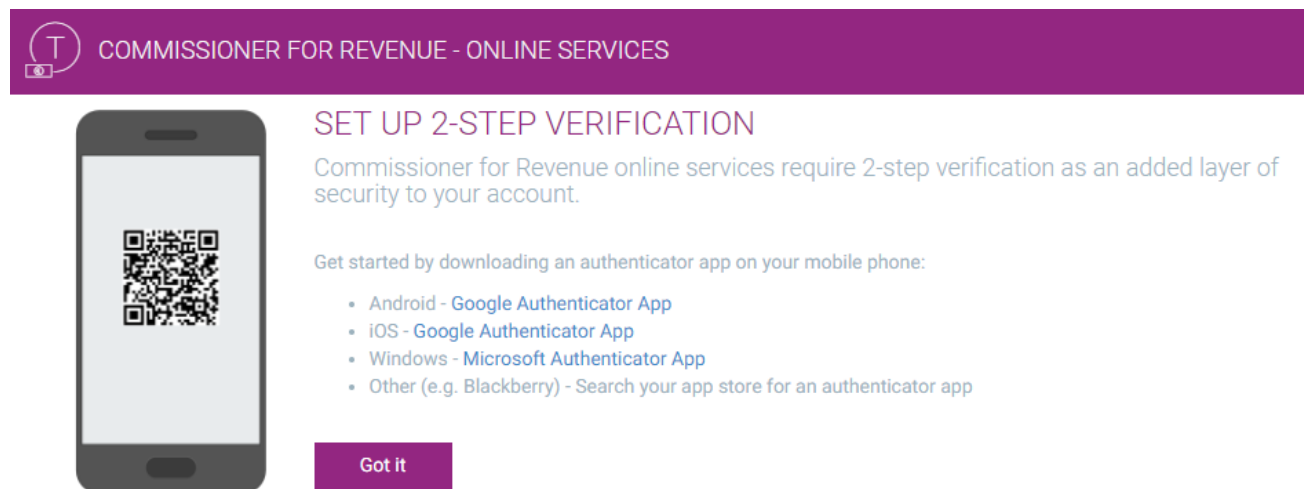 T
COMMISSIONER FOR REVENUE - ONLINE SERVICES
SET UP 2-STEP VERIFICATION
Commissioner for Revenue online services require 2-step verification as an added layer of
security to your account.
Get started by downloading an authenticator app on your mobile phone:
• Android - Google Authenticator App
• iOS - Google Authenticator App
• Windows - Microsoft Authenticator App
• Other (e.g. Blackberry) - Search your app store for an authenticator app
Got it